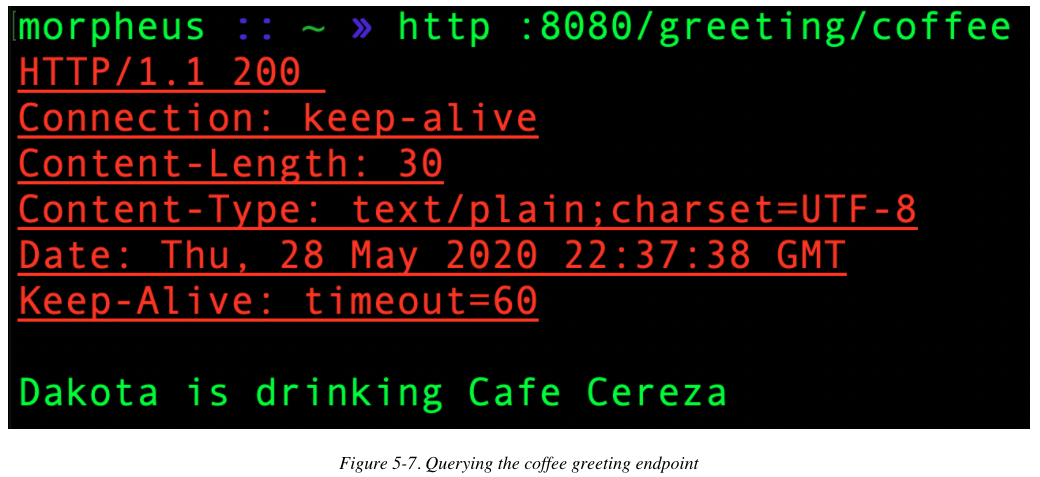 morpheus :: ~ » http :8080/greeting/coffee
HTTP/1.1 200
Connection: keep-alive
Content-Length: 30
Content-Type: text/plain;charset=UTF-8
Date: Thu, 28 May 2020 22:37:38 GMT
Keep-Alive: timeout=60
Dakota is drinking Cafe Cereza
Figure 5-7. Querying the coffee greeting endpoint